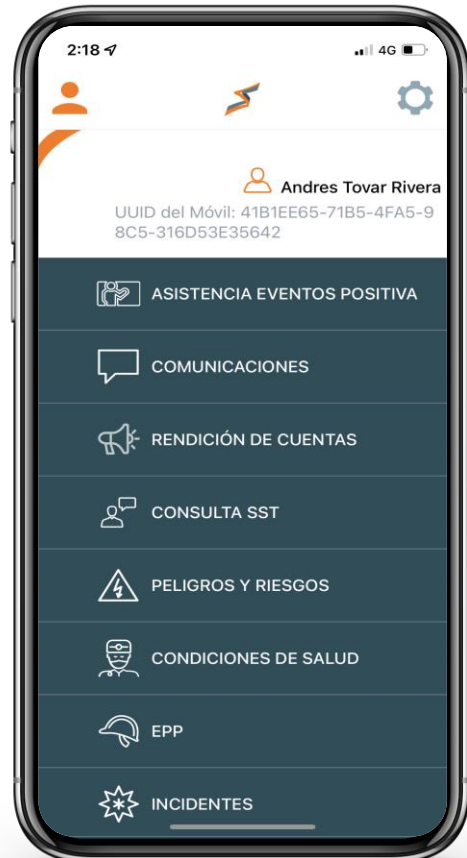 2:18
4G
Andres Tovar Rivera
UUID del Móvil: 41B1EE65-71B5-4FA5-9
8C5-316D53E35642
ASISTENCIA EVENTOS POSITIVA
COMUNICACIONES
RENDICIÓN DE CUENTAS
CONSULTA SST
PELIGROS Y RIESGOS
CONDICIONES DE SALUD
EPP
INCIDENTES